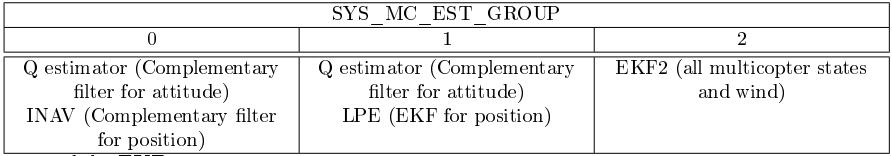 SYS_MC_EST_GROUP
0 1 2
Q estimator (Complementary filter for attitude)
INAV (Complementary filter for position)
Q estimator (Complementary filter for attitude)
LPE (EKF for position)
EKF2 (all multicopter states and wind)